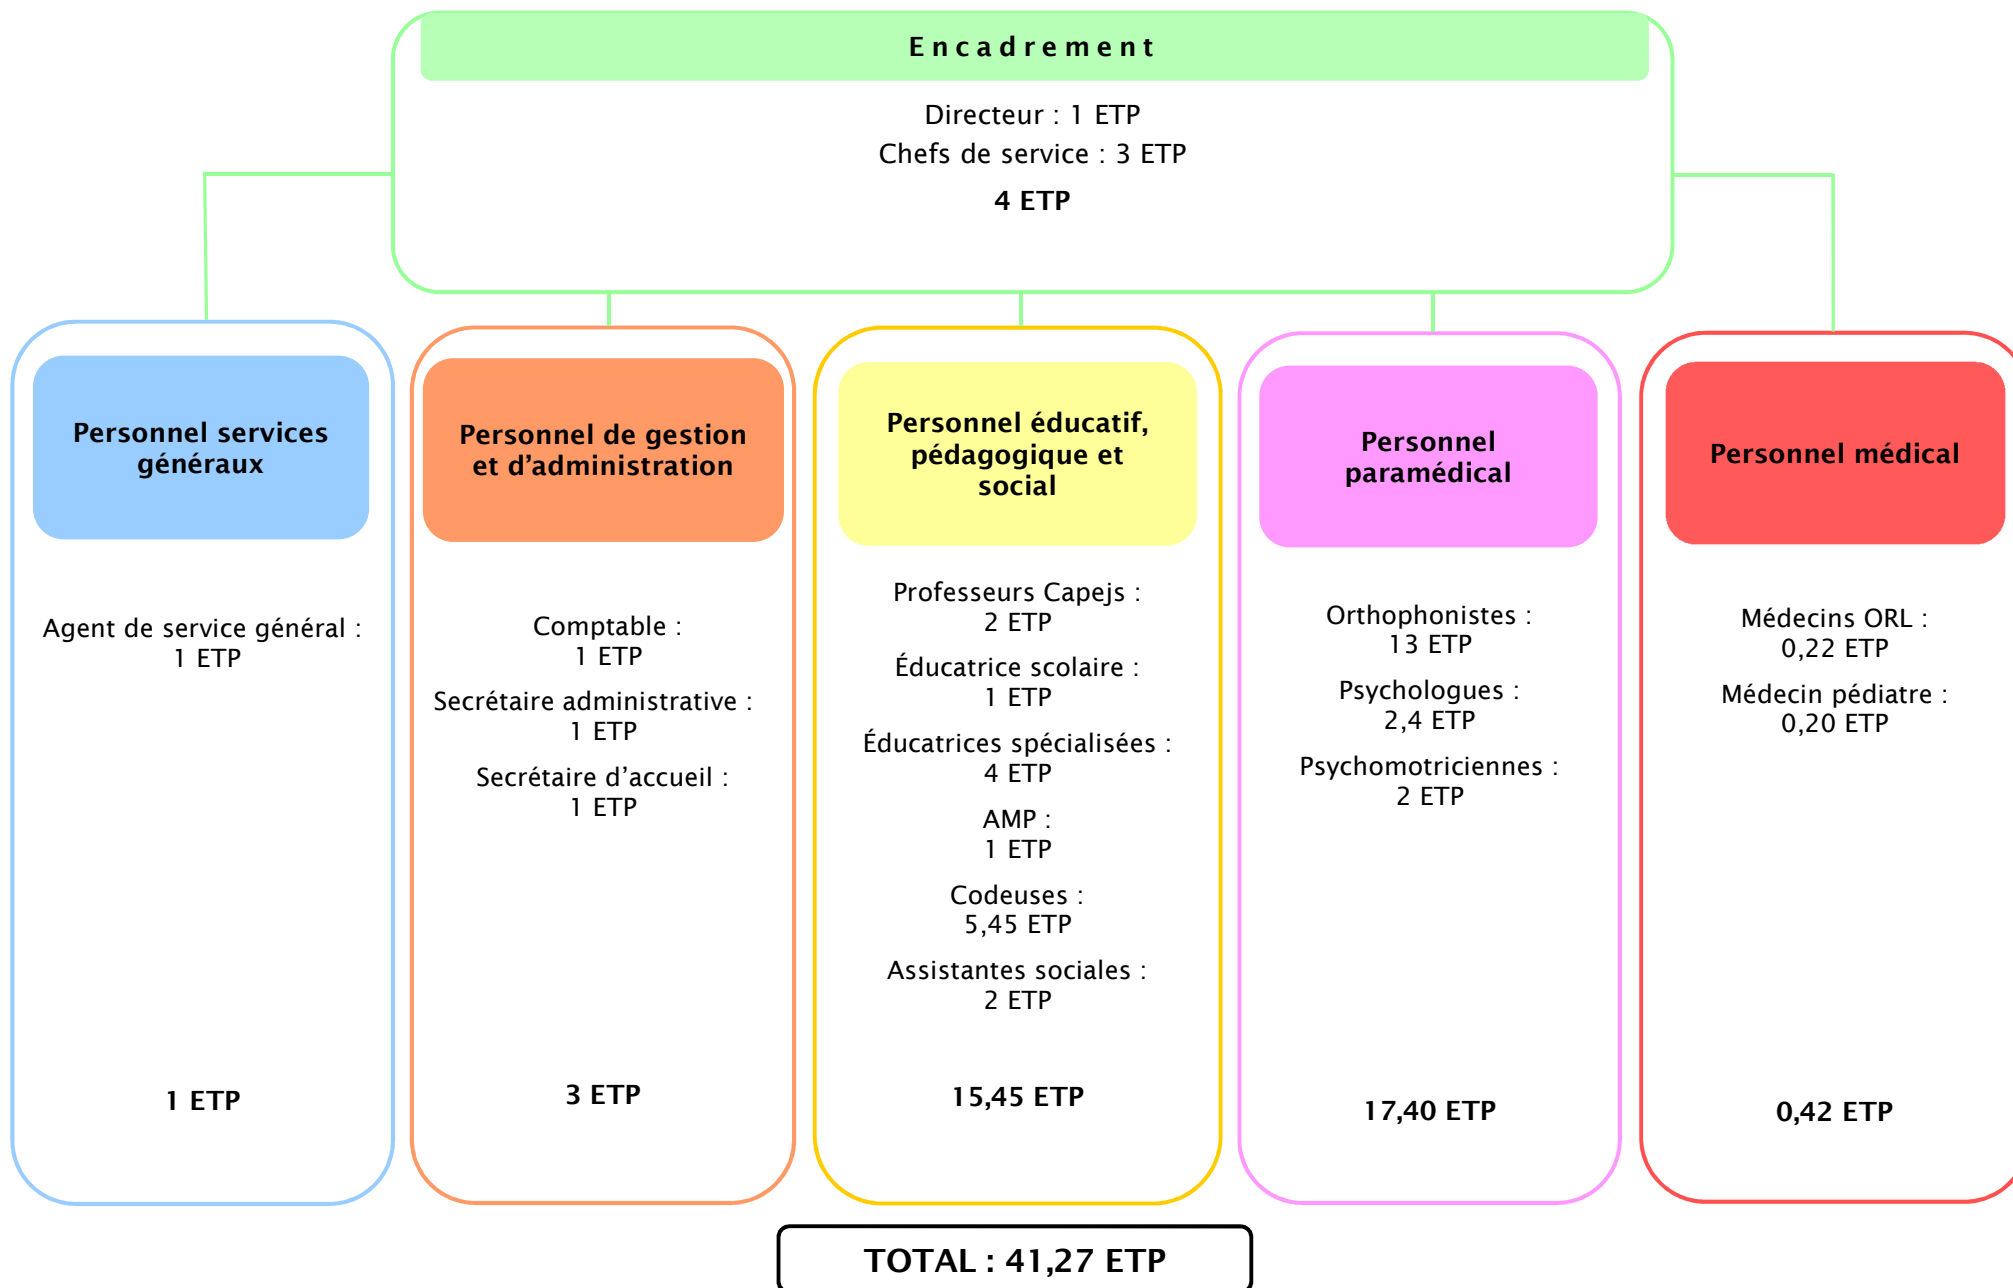 Encadrement
Directeur : 1 ETP
Chefs de service : 3 ETP
4 ETP
Personnel services
généraux
Agent de service général :
1 ETP
1 ETP
Personnel de gestion
et d’administration
Comptable :
1 ETP
Secrétaire administrative :
1 ETP
Secrétaire d’accueil :
1 ETP
3 ETP
Personnel éducatif,
pédagogique et
social
Professeurs Capejs :
2 ETP
Éducatrice scolaire :
1 ETP
Éducatrices spécialisées :
4 ETP
AMP :
1 ETP
Codeuses :
5,45 ETP
Assistantes sociales :
2 ETP
15,45 ETP
Personnel
paramédical
Orthophonistes :
13 ETP
Psychologues :
2,4 ETP
Psychomotriciennes :
2 ETP
17,40 ETP
Personnel médical
Médecins ORL :
0,22 ETP
Médecin pédiatre :
0,20 ETP
0,42 ETP
TOTAL : 41,27 ETP